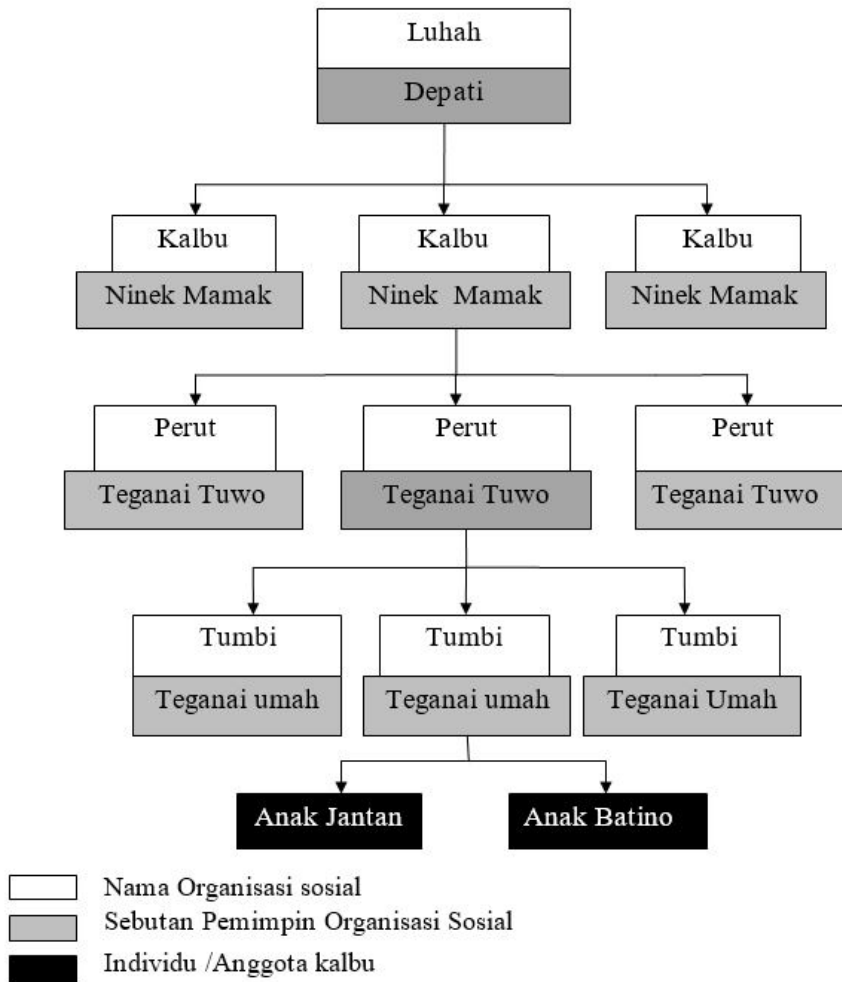 Luhah
Depati
Kalbu
Kalbu
Kalbu
Ninek Mamak
Ninek Mamak
Ninek Mamak
Perut
Perut
Perut
Teganai Tuwo
Teganai Tuwo
Teganai Tuwo
Tumbi
Tumbi
Tumbi
Teganai umah
Teganai umah
Teganai Umah
Anak Jantan
Anak Batino
Nama Organisasi sosial
Sebutan Pemimpin Organisasi Sosial
Individu /Anggota kalbu